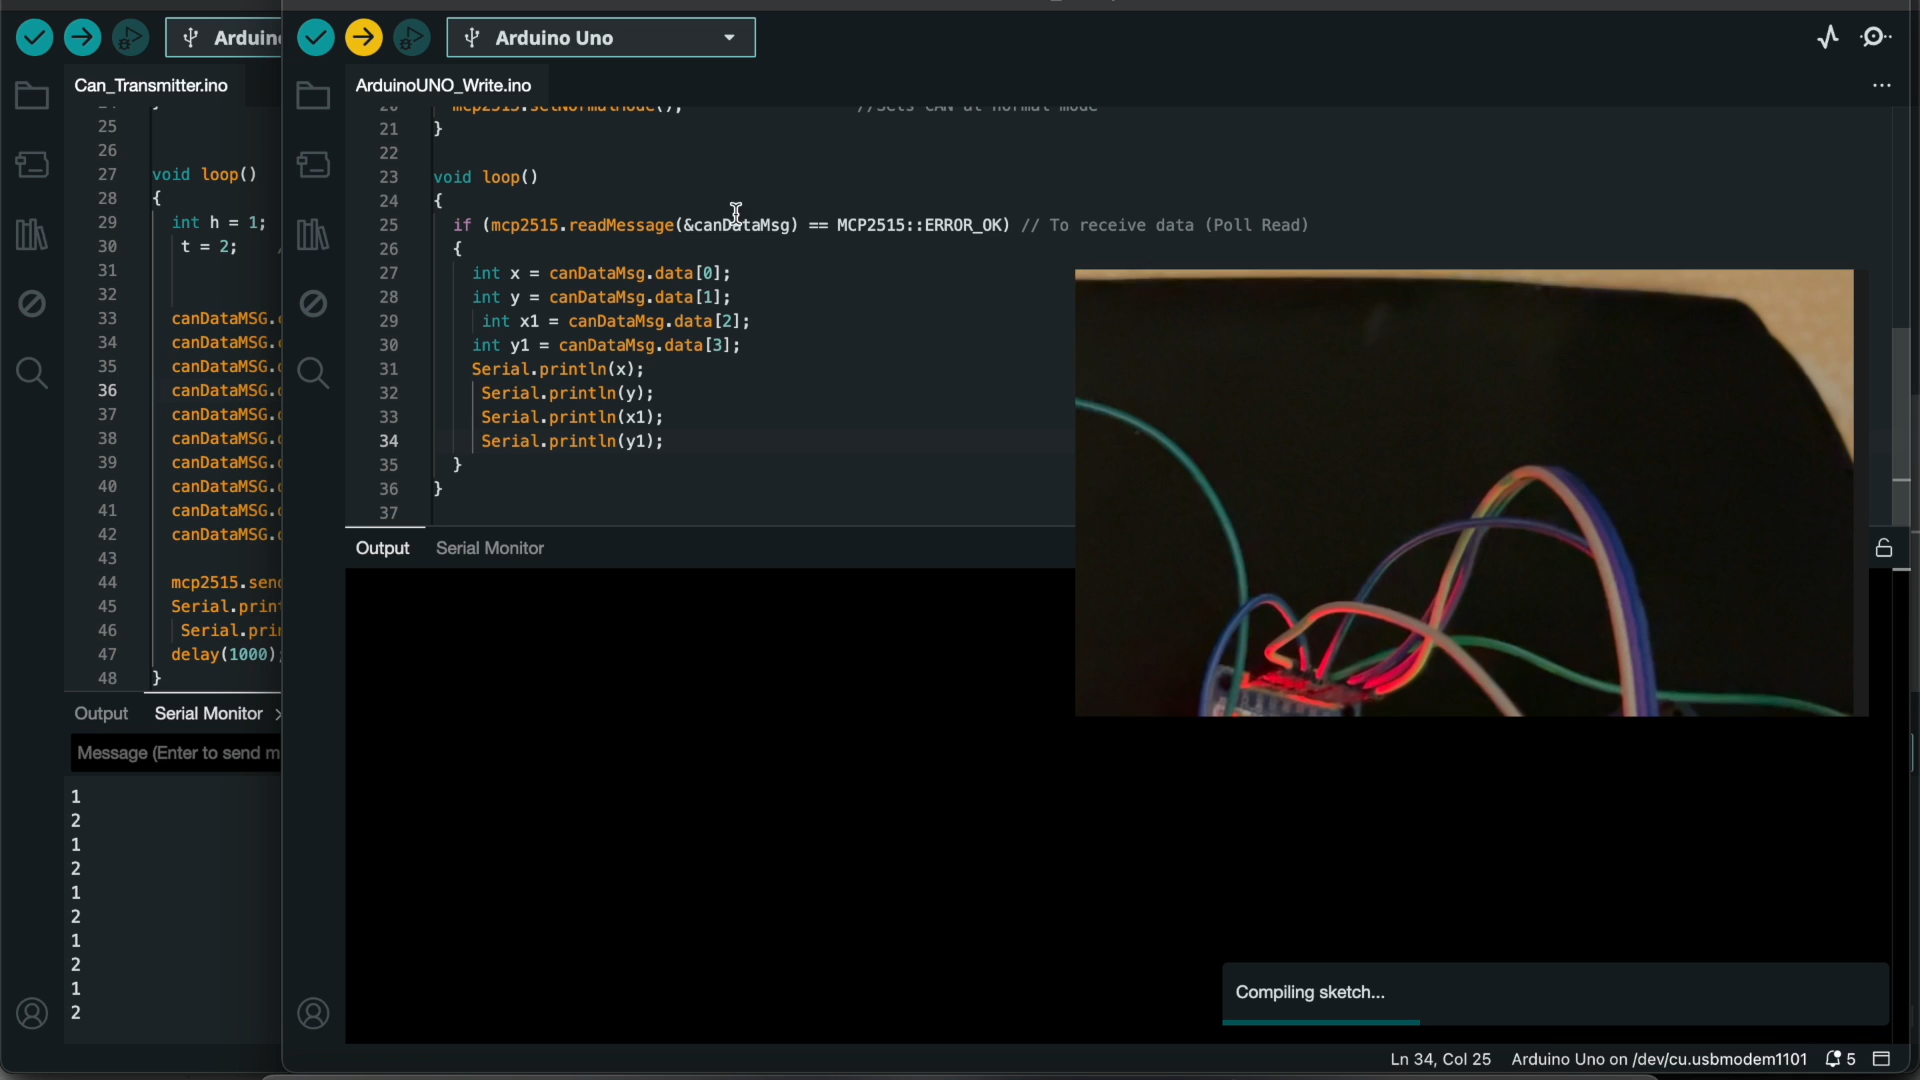 Arduin
Can_Transmitter.ino
25
26
27 void loop()
28 {
29 int h = 1;
30 t = 2; /
31
32
33 canDataMSG.
34 canDataMSG.
35 canDataMSG.
36 canDataMSG.
37 canDataMSG.
38 canDataMSG.
39 canDataMSG.
40 canDataMSG.
41 canDataMSG.
42 canDataMSG.
43
44 mcp2515.send
45 Serial.prin
46 Serial.pri
47 delay(1000);
48 }
Output Serial Monitor
Message (Enter to send m
1
2
1
2
1
2
1
2
1
2
Arduino Uno
ArduinoUNO_Write.ino
20 mcp2515.setNormalMode(); //Sets CAN at normal mode
21 }
22
23 void loop()
24 {
25 if (mcp2515.readMessage(&canDataMsg) == MCP2515::ERROR_OK) // To receive data (Poll Read)
26 {
27 int x = canDataMsg.data[0];
28 int y = canDataMsg.data[1];
29 int x1 = canDataMsg.data[2];
30 int y1 = canDataMsg.data[3];
31 Serial.println(x);
32 Serial.println(y);
33 Serial.println(x1);
34 Serial.println(y1);
35 }
36 }
37
Output Serial Monitor
Compiling sketch...
Ln 34, Col 25 Arduino Uno on /dev/cu.usbmodem1101 5